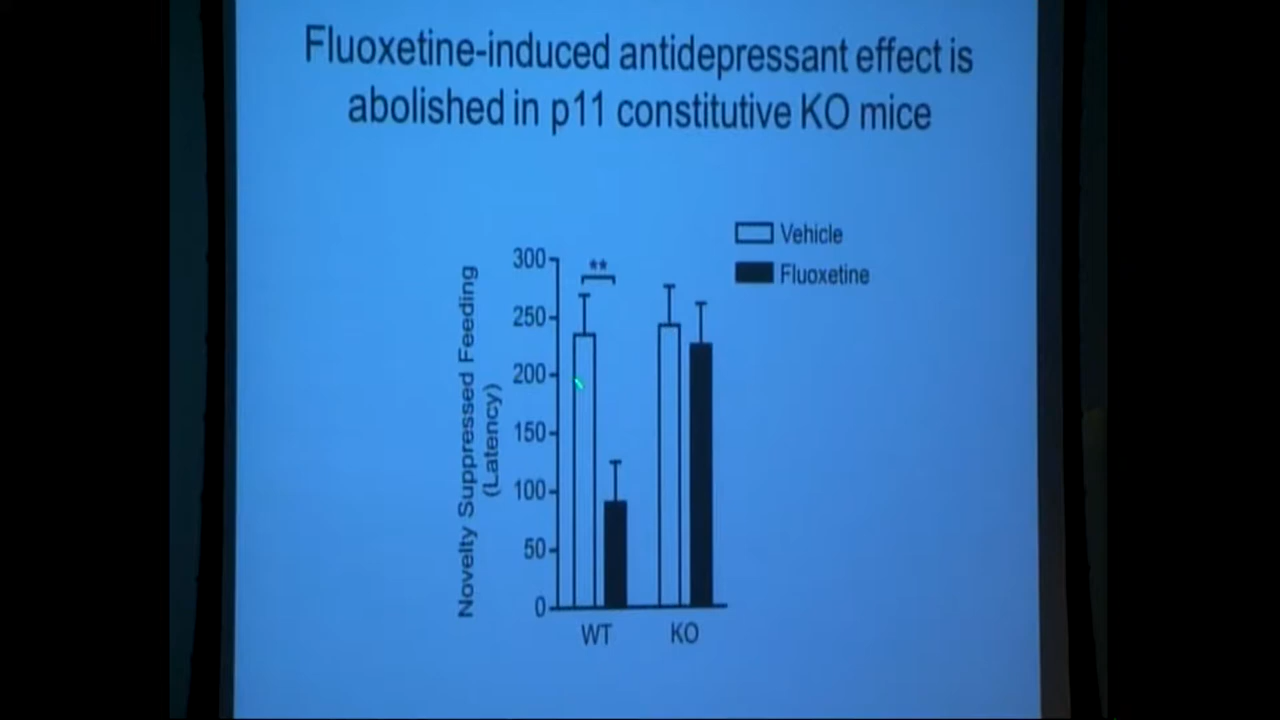 Fluoxetine-induced antidepressant effect is
abolished in p11 constitutive KO mice
Vehicle
Fluoxetine
**
300
250
200
150
100
50
0
Novelty Suppressed Feeding
(Latency)
WT
KO